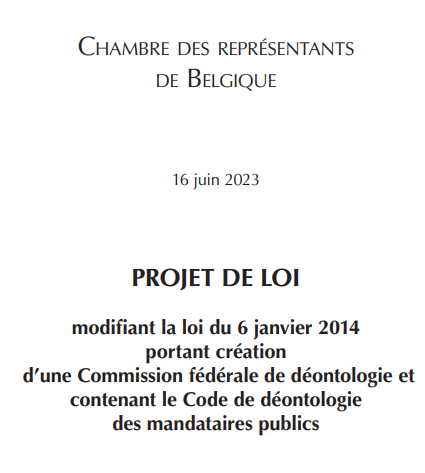 Chambre des représentants
de Belgique
16 juin 2023
PROJET DE LOI
modifiant la loi du 6 janvier 2014
portant création
d’une Commission fédérale de déontologie et
contenant le Code de déontologie
des mandataires publics